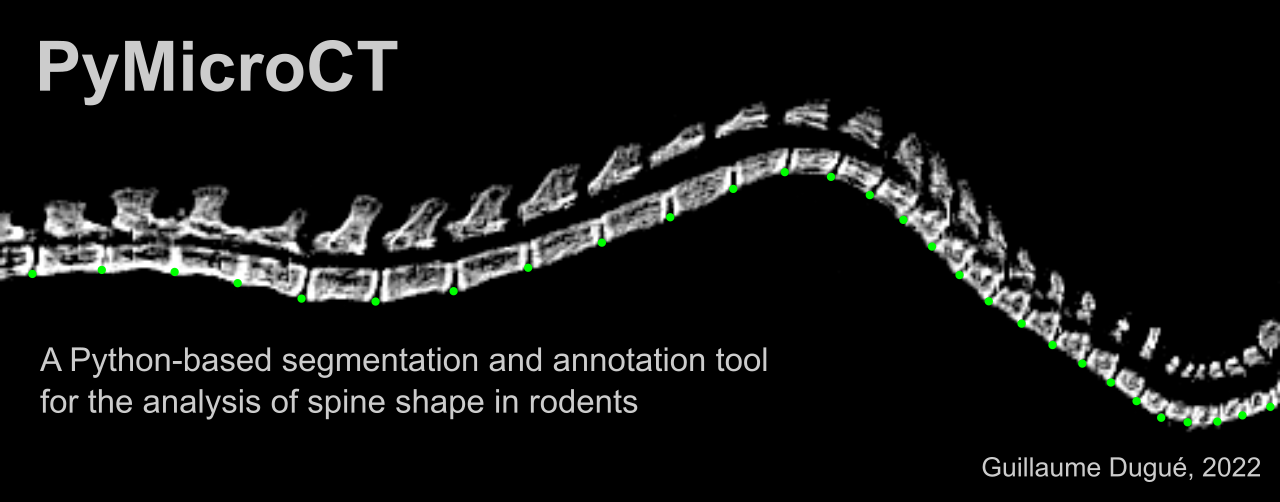 PyMicroCT
A Python-based segmentation and annotation tool
for the analysis of spine shape in rodents
Guillaume Dugué, 2022